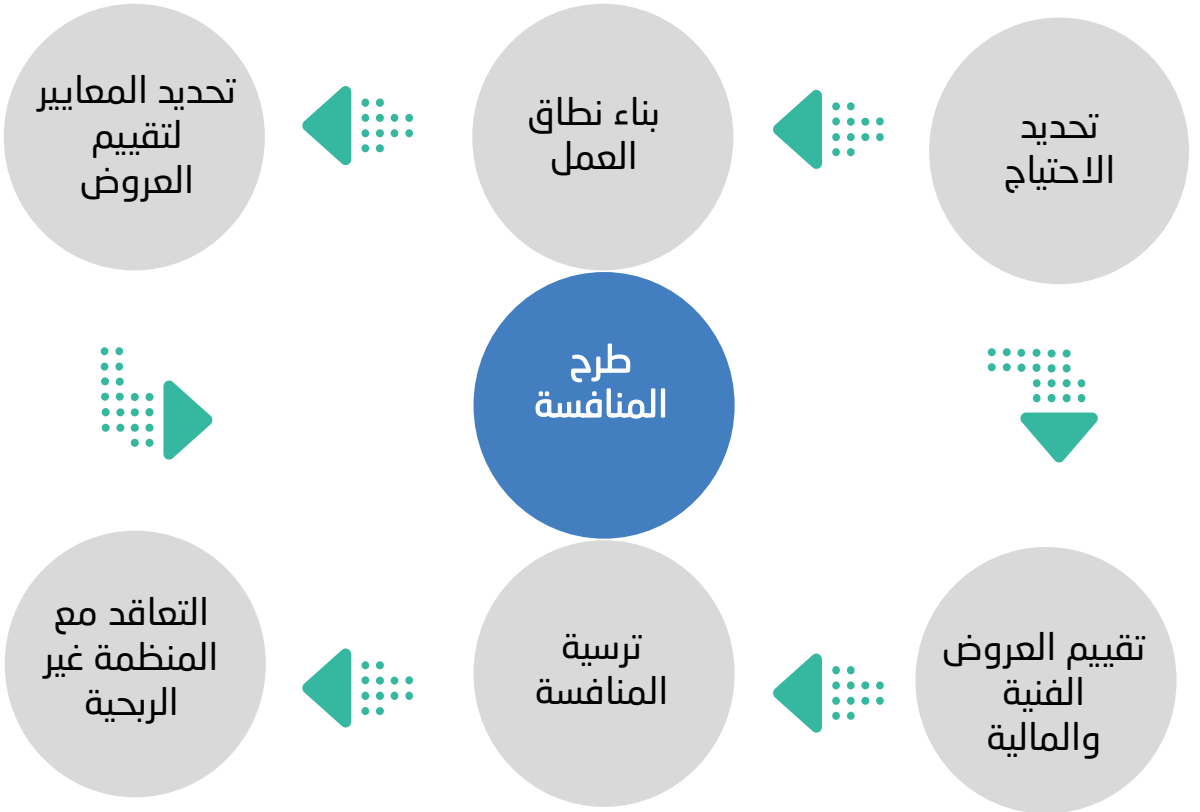 تحديد
الاحتياج
بناء نطاق
العمل
تحديد المعايير
لتقييم
العروض
طرح
المنافسة
تقييم العروض
الفنية
والمالية
ترسية
المنافسة
التعاقد مع
المنظمة غير
الربحية